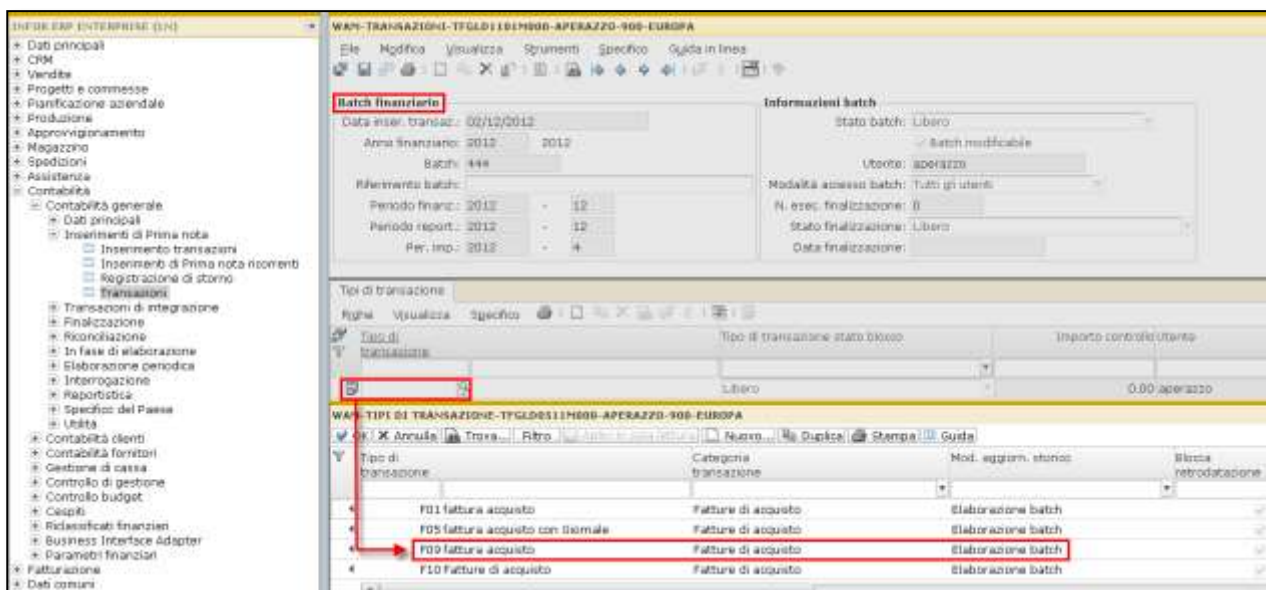 INFOR ERP ENTERPRISE (LN)
Dati principali
CRM
Vendite
Progetti e commesse
Pianificazione aziendale
Produzione
Approvvigionamento
Magazzino
Spedizioni
Assistenza
Contabilità
Contabilità generale
Dati principali
Inserimenti di Prima nota
Inserimento transazioni
Inserimenti di Prima nota ricorrenti
Registrazione di storno
Transazioni
Transazioni di integrazione
Finalizzazione
Riconciliazione
In fase di elaborazione
Elaborazione periodica
Interrogazione
Reportistica
Specifico del Paese
Utilità
Contabilità clienti
Contabilità fornitori
Gestione di cassa
Controllo di gestione
Controllo budget
Cespiti
Riclassificati finanziari
Business Interface Adapter
Parametri finanziari
Fatturazione
Dati comuni
WAM-TRANSAZIONI-TFGLD1101M000-APERAZZO-900-EUROPA
File Modifica Visualizza Strumenti Specifico Guida in linea
Batch finanziario
Data inser. transaz.: 02/12/2012
Anno finanziario: 2012 2012
Batch: 444
Riferimento batch:
Periodo finanz.: 2012 - 12
Periodo report.: 2012 - 12
Per. imp.: 2012 - 4
Informazioni batch
Stato batch: Libero
Batch modificabile
Utente: aperazzo
Modalità accesso batch: Tutti gli utenti
N. esec. finalizzazione: 0
Stato finalizzazione: Libero
Data finalizzazione:
Tipi di transazione
Righe Visualizza Specifico
Tipo di transazione Tipo di transazione stato blocco Importo controllo Utente
Libero 0.00 aperazzo
WAM-TIPI DI TRANSAZIONE-TFGLD0511M000-APERAZZO-900-EUROPA
OK Annulla Trova... Filtro Nuovo... Duplica Stampa Guida
Tipo di transazione Categoria transazione Mod. aggiorn. storico Blocca retrodatazione
F01 fattura acquisto Fatture di acquisto Elaborazione batch
F05 fattura acquisto con Giornale Fatture di acquisto Elaborazione batch
F09 fattura acquisto Fatture di acquisto Elaborazione batch
F10 Fatture di acquisto Fatture di acquisto Elaborazione batch